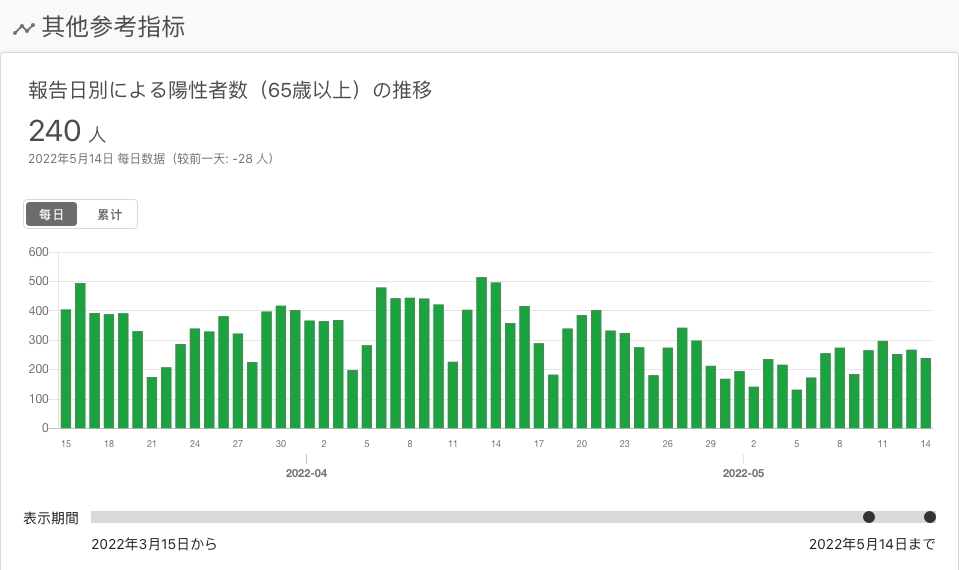 其他参考指标
報告日別による陽性者数（65歳以上）の推移
240 人
2022年5月14日 每日数据（较前一天: -28 人）
每日 累计
600
500
400
300
200
100
0
15 18 21 24 27 30 2 5 8 11 14 17 20 23 26 29 2 5 8 11 14
2022-04 2022-05
表示期間
2022年3月15日から 2022年5月14日まで